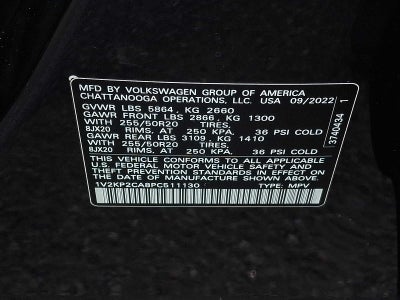 MFD BY VOLKSWAGEN GROUP OF AMERICA
CHATTANOOGA OPERATIONS, LLC. USA 09/2022
GVWR LBS 5864, KG 2660
GAWR FRONT LBS 2866, KG 1300
WITH 255/50R20 TIRES,
8JX20 RIMS, AT 250 KPA, 36 PSI COLD
GAWR REAR LBS 3109, KG 1410
WITH 255/50R20 TIRES,
8JX20 RIMS, AT 250 KPA, 36 PSI COLD
THIS VEHICLE CONFORMS TO ALL APPLICABLE
U.S. FEDERAL MOTOR VEHICLE SAFETY AND
THEFT PREVENTION STANDARDS IN EFFECT
ON THE DATE OF MANUFACTURE SHOWN ABOVE.
1V2KP2CA8PC511130 TYPE: MPV
3740434 1